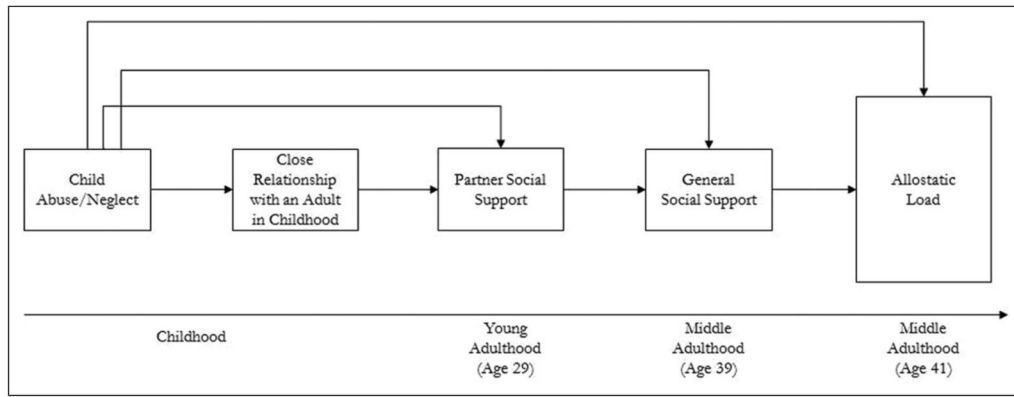 Child
Abuse/Neglect
Close
Relationship
with an Adult
in Childhood
Partner Social
Support
General
Social Support
Allostatic
Load
Childhood
Young
Adulthood
(Age 29)
Middle
Adulthood
(Age 39)
Middle
Adulthood
(Age 41)